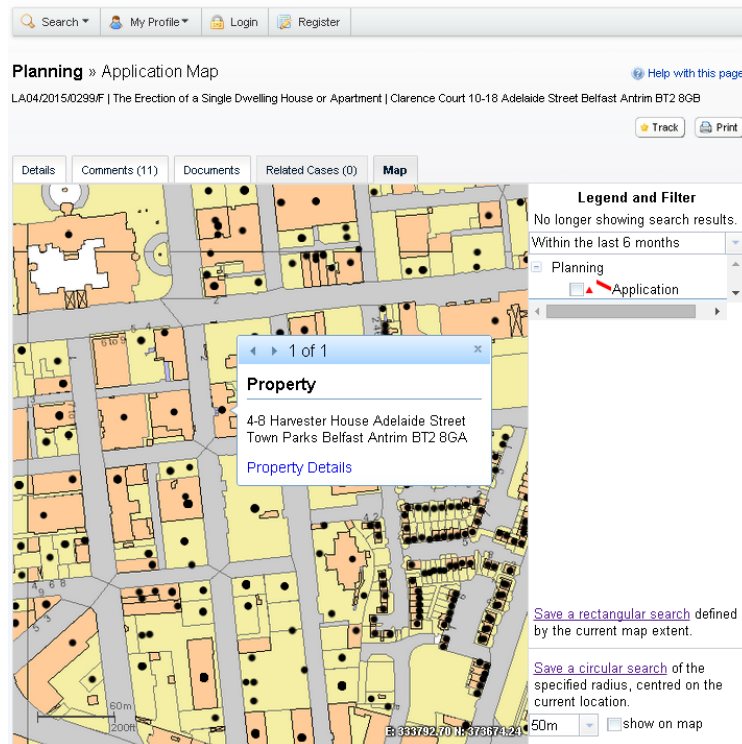 Search
My Profile
Login
Register
Planning » Application Map
Help with this page
LA04/2015/0299/F | The Erection of a Single Dwelling House or Apartment | Clarence Court 10-18 Adelaide Street Belfast Antrim BT2 8GB
Track
Print
Details
Comments (11)
Documents
Related Cases (0)
Map
Legend and Filter
No longer showing search results.
Within the last 6 months
Planning
Application
1 of 1
Property
4-8 Harvester House Adelaide Street
Town Parks Belfast Antrim BT2 8GA
Property Details
Save a rectangular search defined
by the current map extent.
Save a circular search of the
specified radius, centred on the
current location.
50m
show on map
60m
200ft
E: 333792.70 N: 373674.24